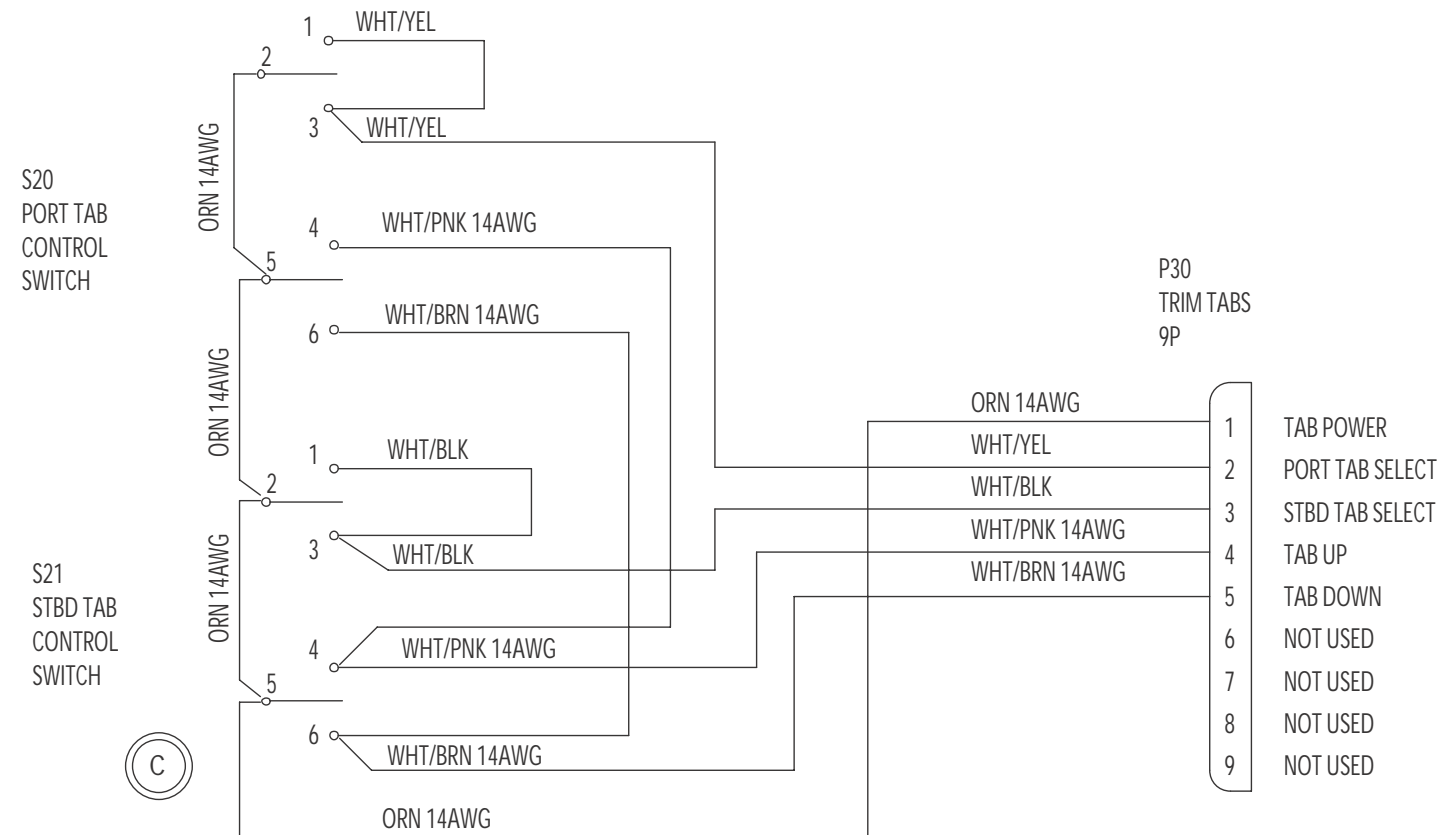 1 WHT/YEL
2
3 WHT/YEL
ORN 14AWG
S20
PORT TAB
CONTROL
SWITCH
4 WHT/PNK 14AWG
5
6 WHT/BRN 14AWG
ORN 14AWG
1 WHT/BLK
2
3 WHT/BLK
ORN 14AWG
S21
STBD TAB
CONTROL
SWITCH
4 WHT/PNK 14AWG
5
6 WHT/BRN 14AWG
C
ORN 14AWG
P30
TRIM TABS
9P
ORN 14AWG 1 TAB POWER
WHT/YEL 2 PORT TAB SELECT
WHT/BLK 3 STBD TAB SELECT
WHT/PNK 14AWG 4 TAB UP
WHT/BRN 14AWG 5 TAB DOWN
6 NOT USED
7 NOT USED
8 NOT USED
9 NOT USED